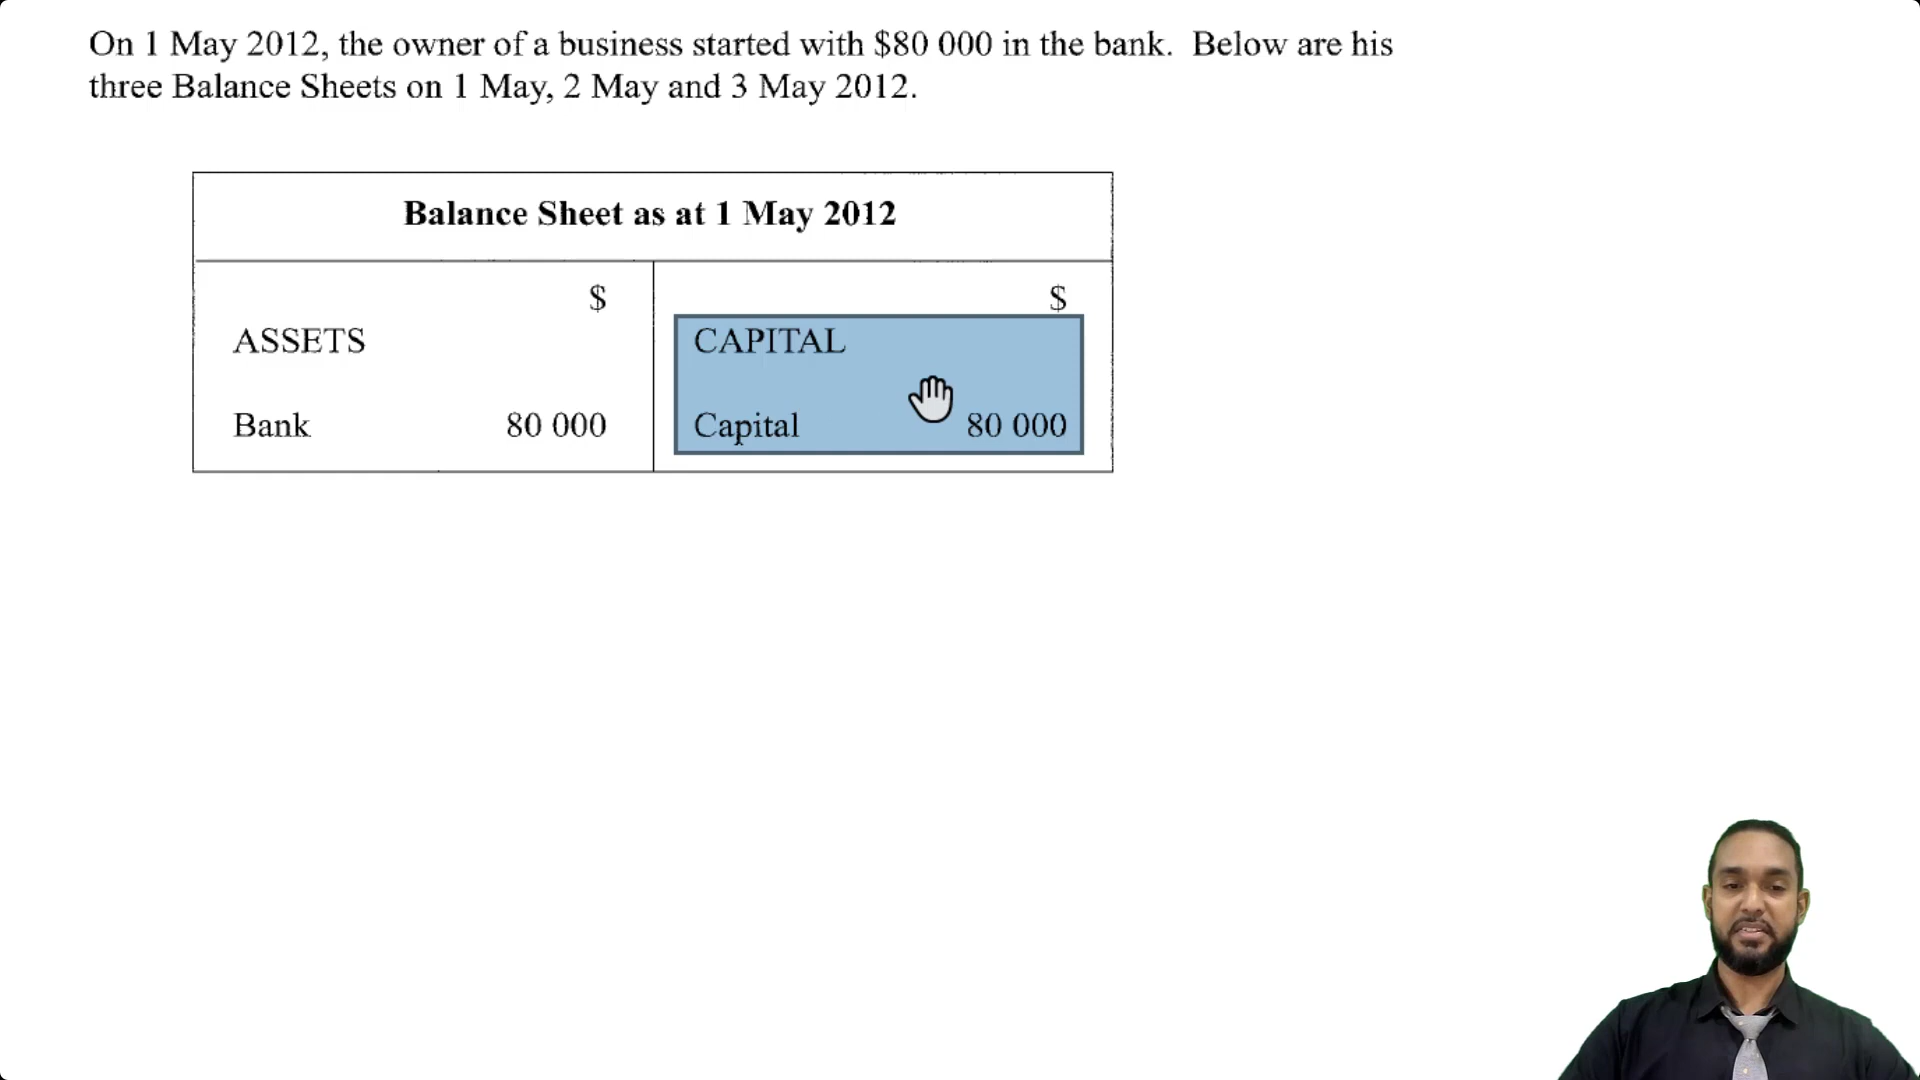 On 1 May 2012, the owner of a business started with $80 000 in the bank.  Below are his
three Balance Sheets on 1 May, 2 May and 3 May 2012.
Balance Sheet as at 1 May 2012
$ $
ASSETS CAPITAL
Bank 80 000 Capital 80 000